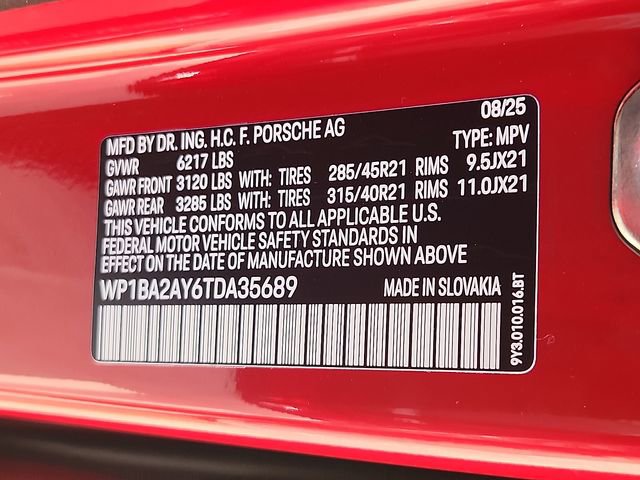 08/25
MFD BY DR. ING. H.C. F. PORSCHE AG TYPE: MPV
GVWR 6217 LBS
GAWR FRONT 3120 LBS WITH: TIRES 285/45R21 RIMS 9.5JX21
GAWR REAR 3285 LBS WITH: TIRES 315/40R21 RIMS 11.0JX21
THIS VEHICLE CONFORMS TO ALL APPLICABLE U.S.
FEDERAL MOTOR VEHICLE SAFETY STANDARDS IN
EFFECT ON THE DATE OF MANUFACTURE SHOWN ABOVE
WP1BA2AY6TDA35689 MADE IN SLOVAKIA
9Y3.010.016.BT